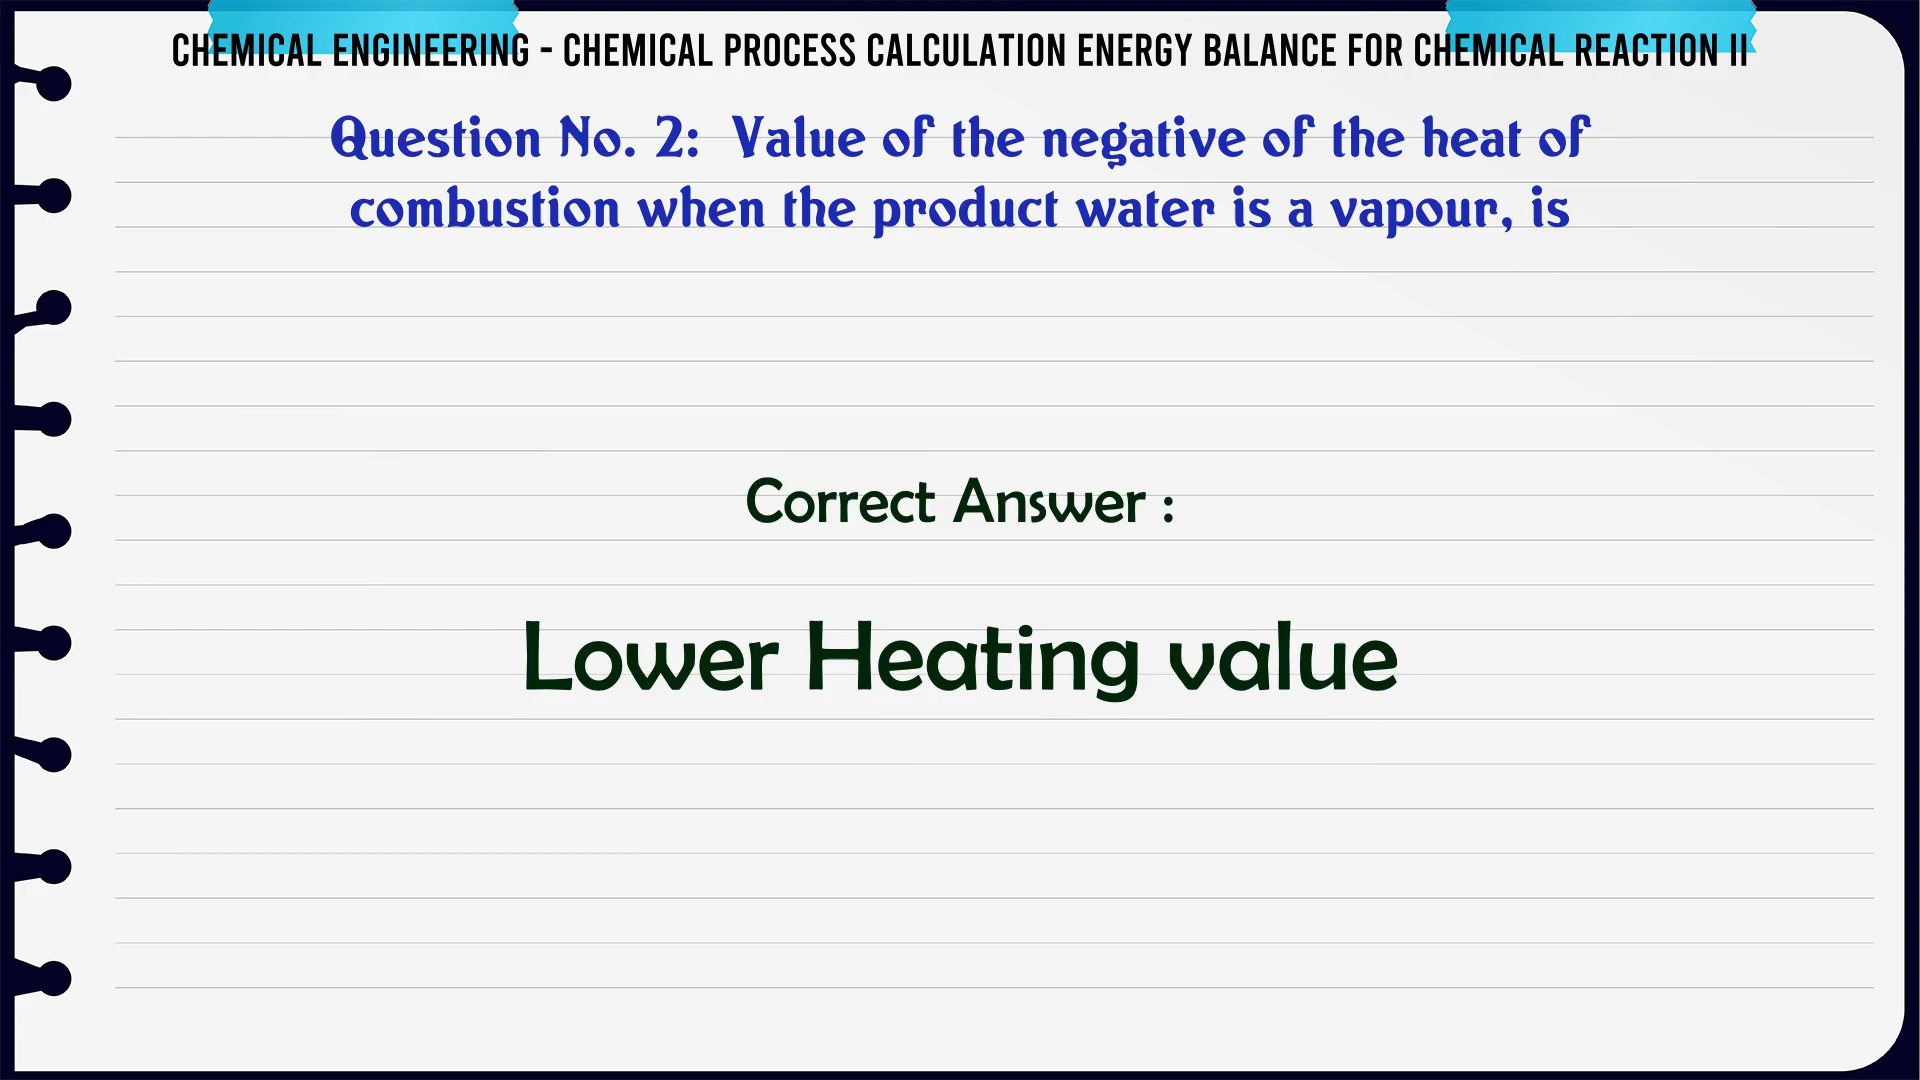 CHEMICAL ENGINEERING - CHEMICAL PROCESS CALCULATION ENERGY BALANCE FOR CHEMICAL REACTION II
Question No. 2: Value of the negative of the heat of
combustion when the product water is a vapour, is
Correct Answer :
Lower Heating value